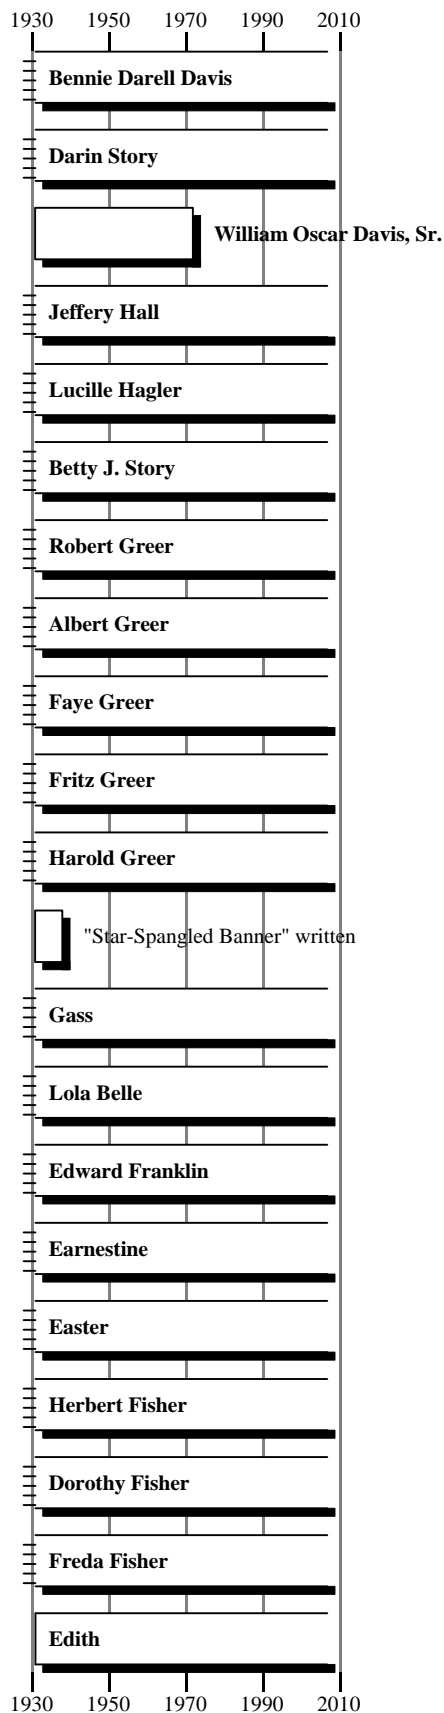 1930 1950 1970 1990 2010
Bennie Darell Davis
Darin Story
William Oscar Davis, Sr.
Jeffery Hall
Lucille Hagler
Betty J. Story
Robert Greer
Albert Greer
Faye Greer
Fritz Greer
Harold Greer
"Star-Spangled Banner" written
Gass
Lola Belle
Edward Franklin
Earnestine
Easter
Herbert Fisher
Dorothy Fisher
Freda Fisher
Edith
1930 1950 1970 1990 2010